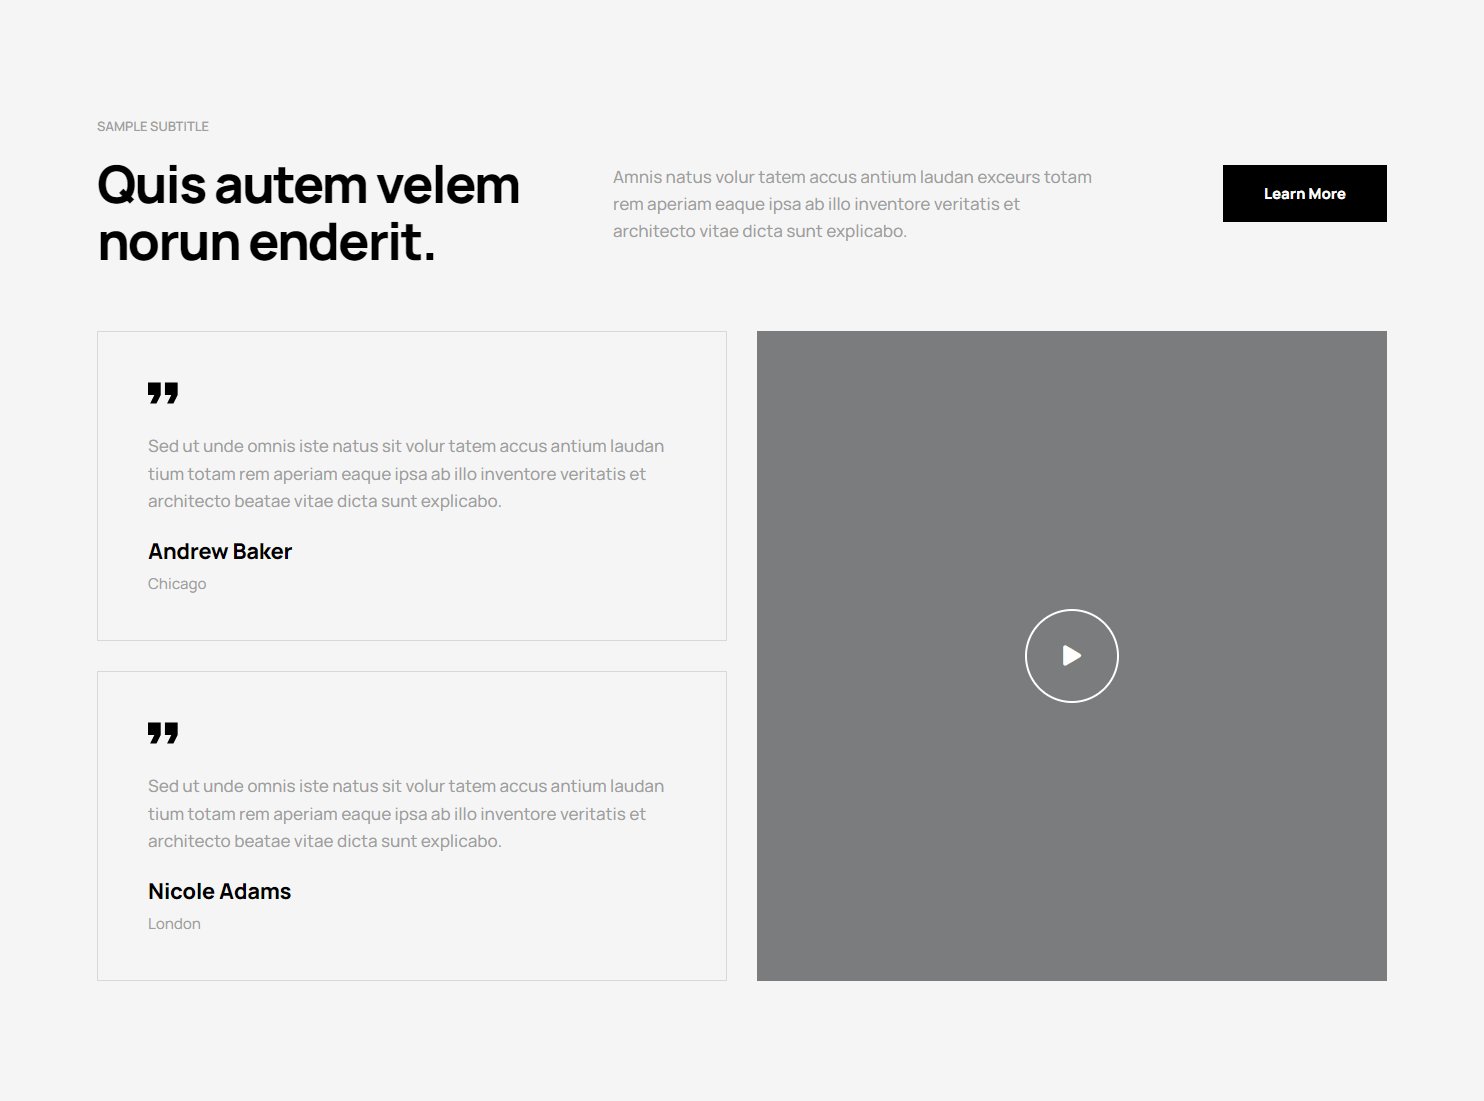 SAMPLE SUBTITLE
Quis autem velem
norun enderit.
Amnis natus volur tatem accus antium laudan exceurs totam
rem aperiam eaque ipsa ab illo inventore veritatis et
architecto vitae dicta sunt explicabo.
Learn More
Sed ut unde omnis iste natus sit volur tatem accus antium laudan
tium totam rem aperiam eaque ipsa ab illo inventore veritatis et
architecto beatae vitae dicta sunt explicabo.
Andrew Baker
Chicago
Sed ut unde omnis iste natus sit volur tatem accus antium laudan
tium totam rem aperiam eaque ipsa ab illo inventore veritatis et
architecto beatae vitae dicta sunt explicabo.
Nicole Adams
London